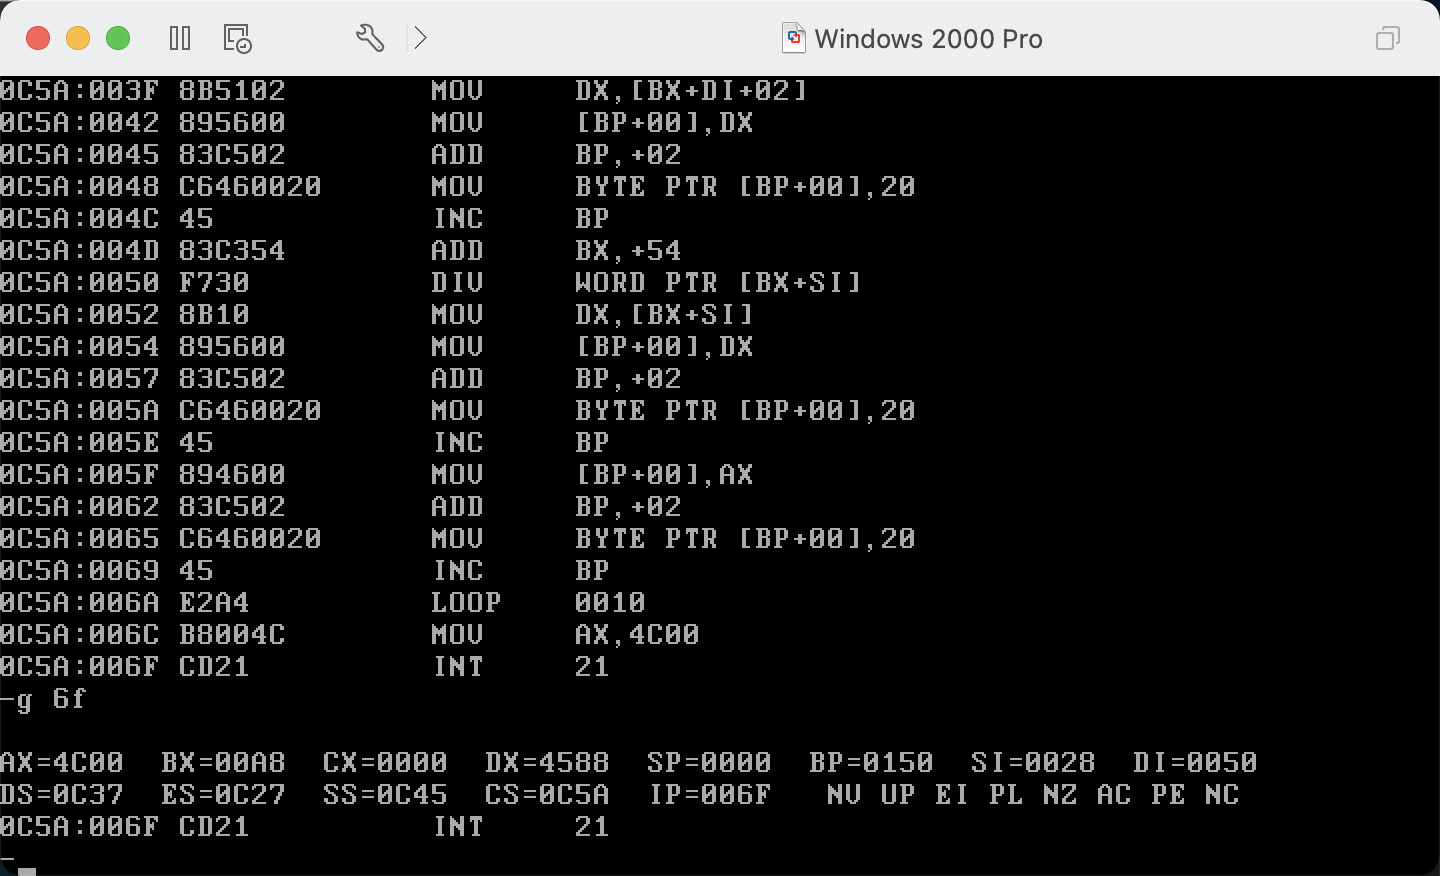 Windows 2000 Pro
0C5A:003F 8B5102 MOV DX,[BX+DI+02]
0C5A:0042 895600 MOV [BP+00],DX
0C5A:0045 83C502 ADD BP,+02
0C5A:0048 C6460020 MOV BYTE PTR [BP+00],20
0C5A:004C 45 INC BP
0C5A:004D 83C354 ADD BX,+54
0C5A:0050 F730 DIV WORD PTR [BX+SI]
0C5A:0052 8B10 MOV DX,[BX+SI]
0C5A:0054 895600 MOV [BP+00],DX
0C5A:0057 83C502 ADD BP,+02
0C5A:005A C6460020 MOV BYTE PTR [BP+00],20
0C5A:005E 45 INC BP
0C5A:005F 894600 MOV [BP+00],AX
0C5A:0062 83C502 ADD BP,+02
0C5A:0065 C6460020 MOV BYTE PTR [BP+00],20
0C5A:0069 45 INC BP
0C5A:006A E2A4 LOOP 0010
0C5A:006C B8004C MOV AX,4C00
0C5A:006F CD21 INT 21
-g 6f
AX=4C00 BX=00A8 CX=0000 DX=4588 SP=0000 BP=0150 SI=0028 DI=0050
DS=0C37 ES=0C27 SS=0C45 CS=0C5A IP=006F NV UP EI PL NZ AC PE NC
0C5A:006F CD21 INT 21
-